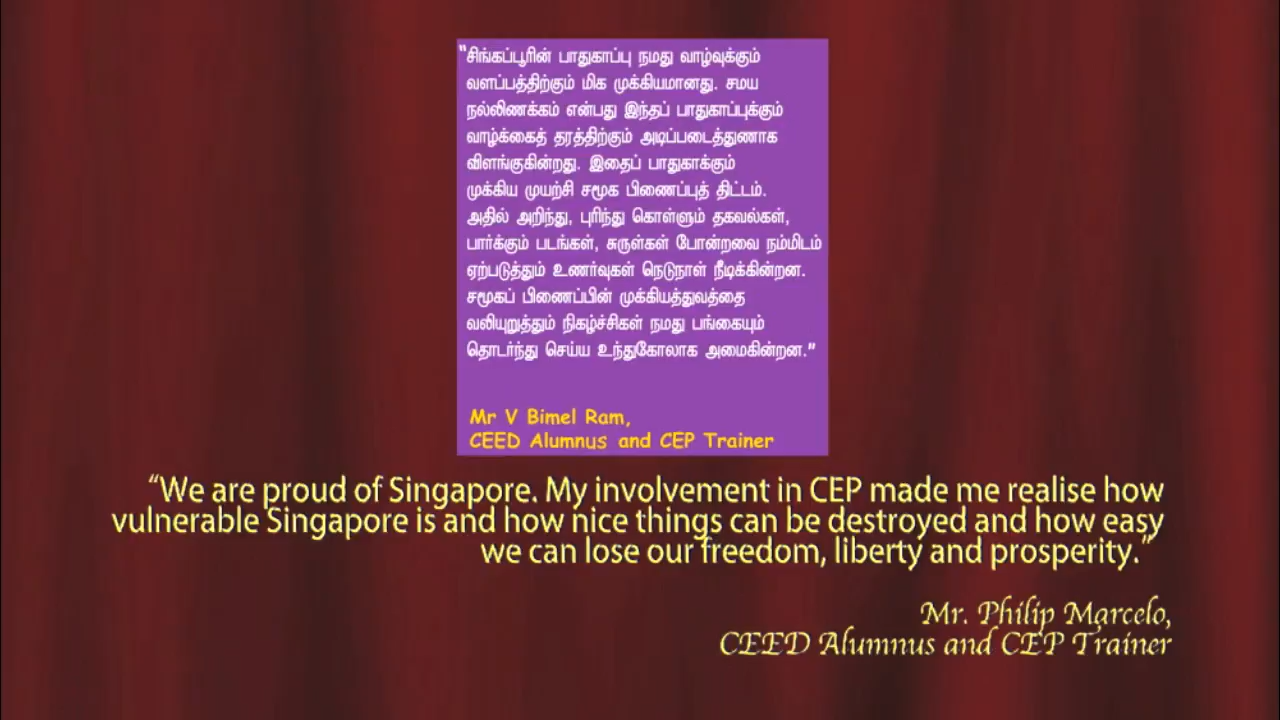 "சிங்கப்பூரின் பாதுகாப்பு நமது வாழ்வுக்கும்
வளப்பத்திற்கும் மிக முக்கியமானது. சமய
நல்லிணக்கம் என்பது இந்தப் பாதுகாப்புக்கும்
வாழ்க்கைத் தரத்திற்கும் அடிப்படைத்துணாக
விளங்குகின்றது. இதைப் பாதுகாக்கும்
முக்கிய முயற்சி சமூக பிணைப்புத் திட்டம்.
அதில் அறிந்து, புரிந்து கொள்ளும் தகவல்கள்,
பார்க்கும் படங்கள், சுருள்கள் போன்றவை நம்மிடம்
ஏற்படுத்தும் உணர்வுகள் நெடுநாள் நீடிக்கின்றன.
சமூகப் பிணைப்பின் முக்கியத்துவத்தை
வலியுறுத்தும் நிகழ்ச்சிகள் நமது பங்கையும்
தொடர்ந்து செய்ய உந்துகோலாக அமைகின்றன."
Mr V Bimel Ram,
CEED Alumnus and CEP Trainer
“We are proud of Singapore. My involvement in CEP made me realise how
vulnerable Singapore is and how nice things can be destroyed and how easy
we can lose our freedom, liberty and prosperity.”
Mr. Philip Marcelo,
CEED Alumnus and CEP Trainer